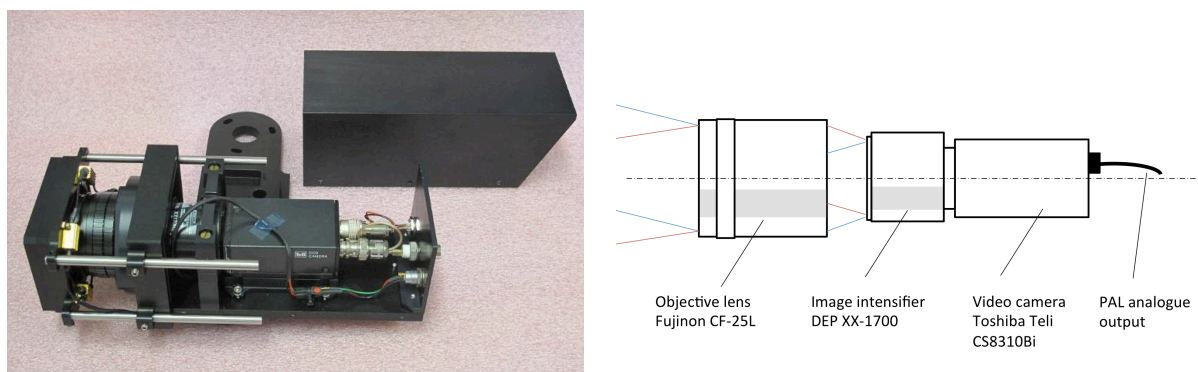 Objective lens
Fujinon CF-25L
Image intensifier
DEP XX-1700
Video camera
Toshiba Teli
CS8310Bi
PAL analogue
output